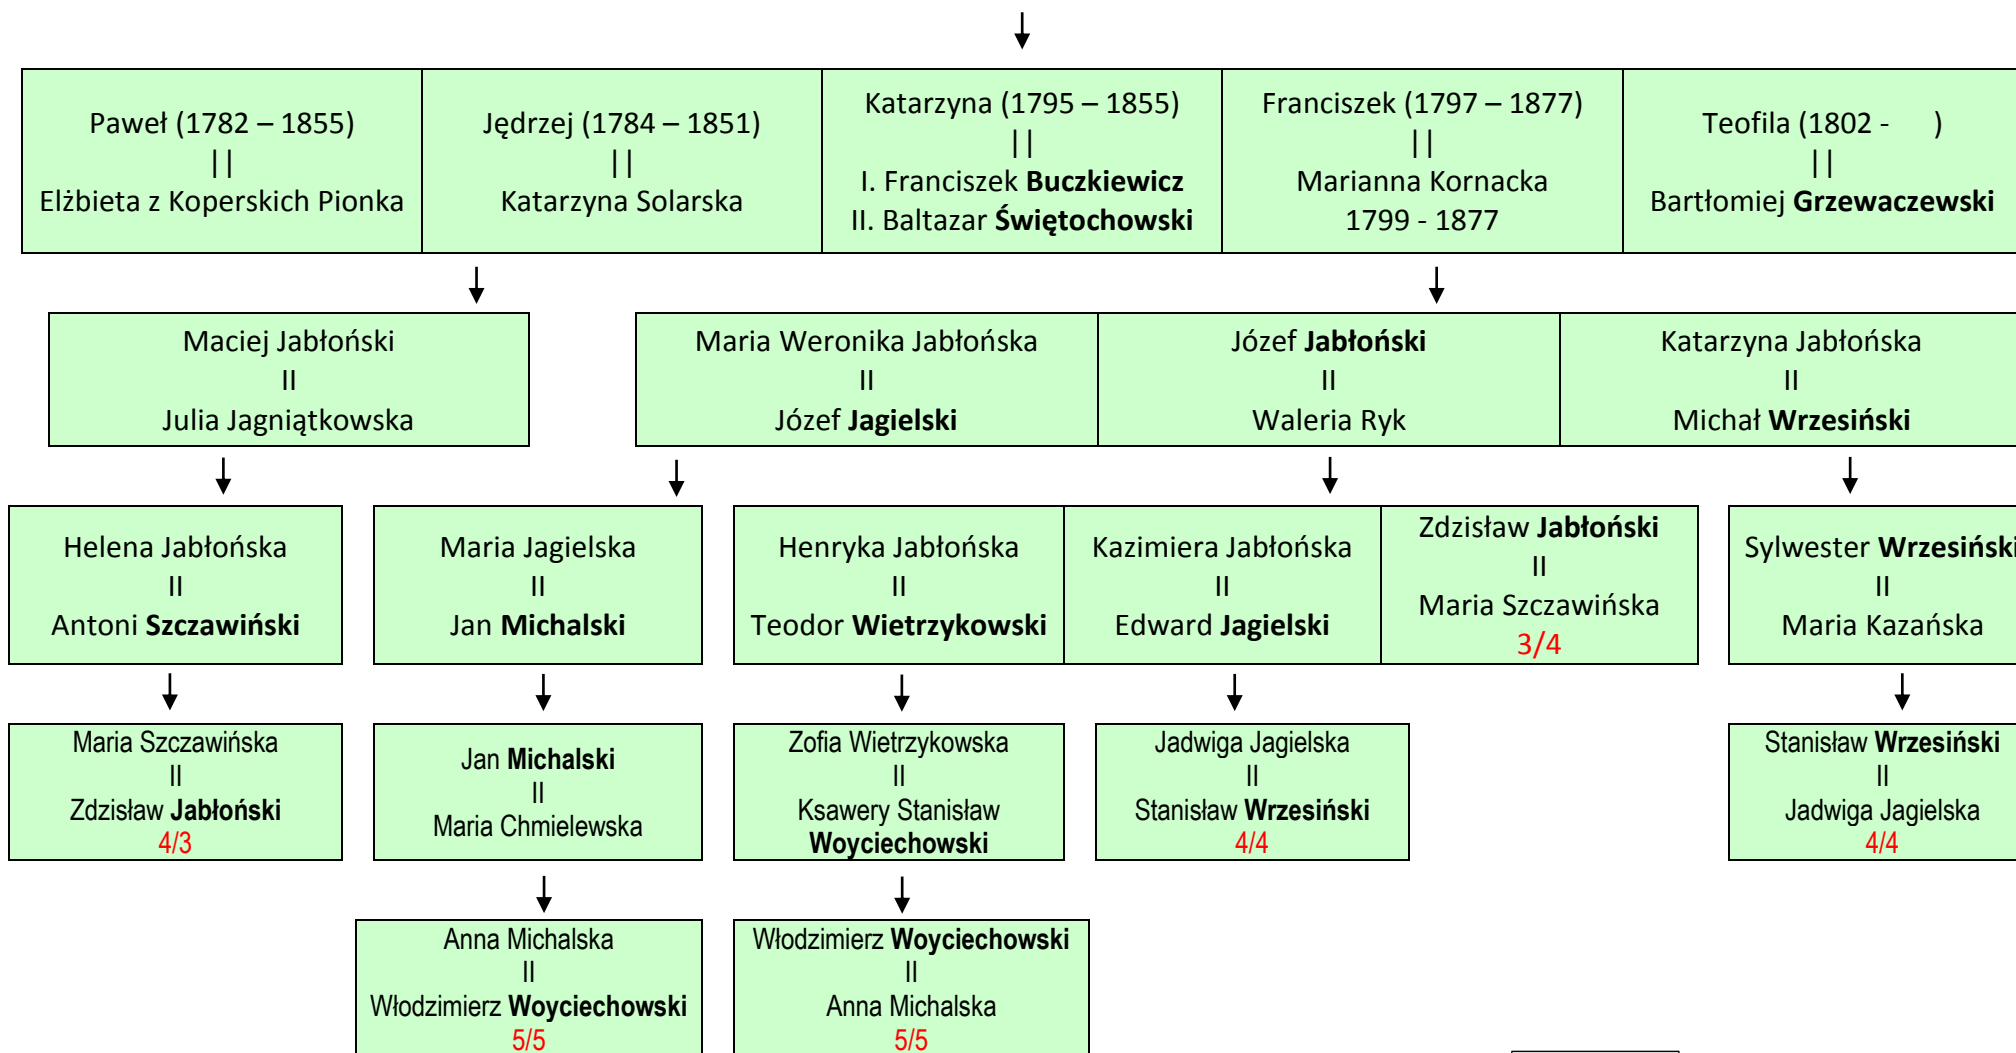 Paweł (1782 – 1855)
||
Elżbieta z Koperskich Pionka
Jędrzej (1784 – 1851)
||
Katarzyna Solarska
Katarzyna (1795 – 1855)
||
I. Franciszek Buczkiewicz
II. Baltazar Świętochowski
Franciszek (1797 – 1877)
||
Marianna Kornacka
1799 - 1877
Teofila (1802 - )
||
Bartłomiej Grzewaczewski
Maciej Jabłoński
II
Julia Jagniątkowska
Maria Weronika Jabłońska
II
Józef Jagielski
Józef Jabłoński
II
Waleria Ryk
Katarzyna Jabłońska
II
Michał Wrzesiński
Helena Jabłońska
II
Antoni Szczawiński
Maria Jagielska
II
Jan Michalski
Henryka Jabłońska
II
Teodor Wietrzykowski
Kazimiera Jabłońska
II
Edward Jagielski
Zdzisław Jabłoński
II
Maria Szczawińska
3/4
Sylwester Wrzesiński
II
Maria Kazańska
Maria Szczawińska
II
Zdzisław Jabłoński
4/3
Jan Michalski
II
Maria Chmielewska
Zofia Wietrzykowska
II
Ksawery Stanisław
Woyciechowski
Jadwiga Jagielska
II
Stanisław Wrzesiński
4/4
Stanisław Wrzesiński
II
Jadwiga Jagielska
4/4
Anna Michalska
II
Włodzimierz Woyciechowski
5/5
Włodzimierz Woyciechowski
II
Anna Michalska
5/5